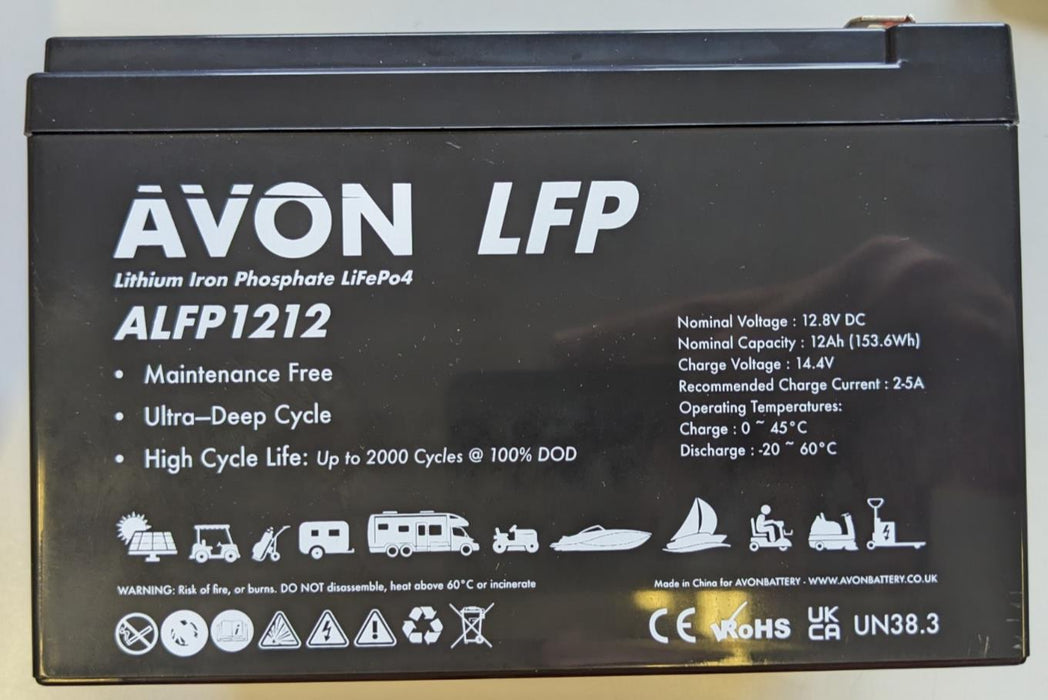 AVON LFP
Lithium Iron Phosphate LiFePo4
ALFP1212
• Maintenance Free
• Ultra–Deep Cycle
• High Cycle Life: Up to 2000 Cycles @ 100% DOD
Nominal Voltage : 12.8V DC
Nominal Capacity : 12Ah (153.6Wh)
Charge Voltage : 14.4V
Recommended Charge Current : 2-5A
Operating Temperatures:
Charge : 0 ~ 45°C
Discharge : -20 ~ 60°C
WARNING: Risk of fire, or burns. DO NOT disassemble, heat above 60°C or incinerate
Made in China for AVONBATTERY - WWW.AVONBATTERY.CO.UK
CE RoHS UK CA UN38.3